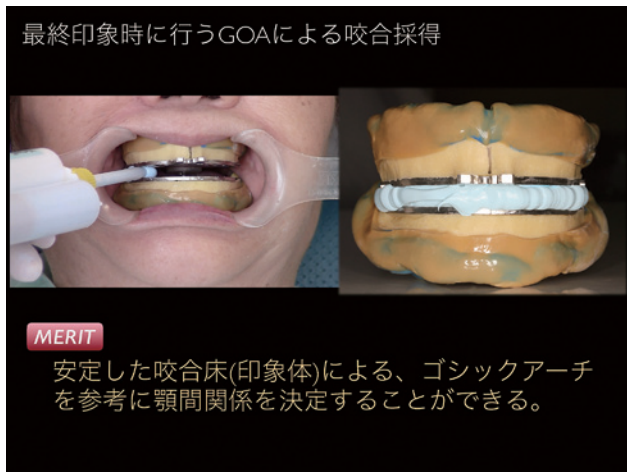 最終印象時に行うGOAによる咬合採得
MERIT
安定した咬合床(印象体)による、ゴシックアーチ
を参考に顎間関係を決定することができる。